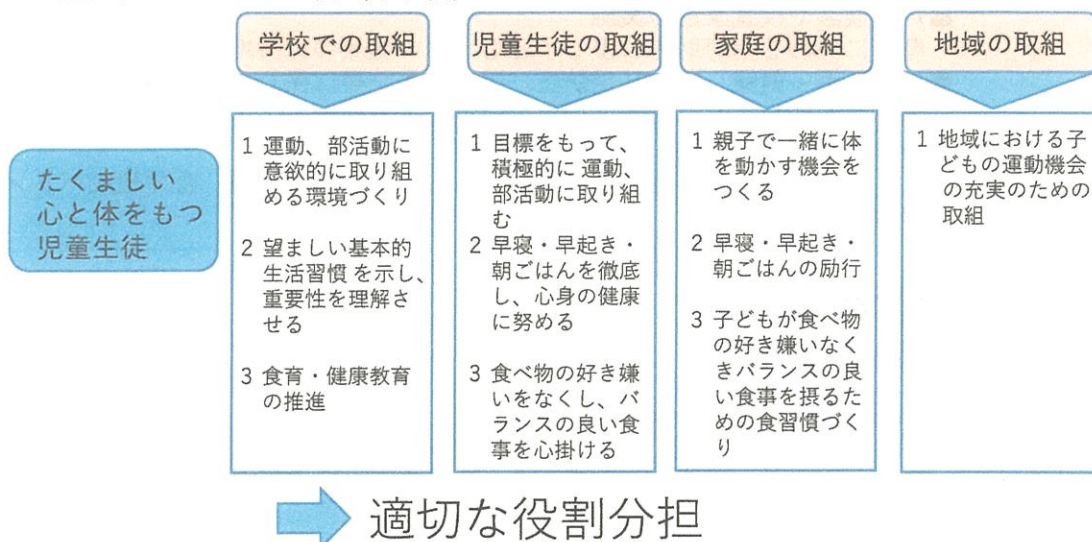 学校での取組
児童生徒の取組
家庭の取組
地域の取組
たくましい
心と体をもつ
児童生徒
1 運動、部活動に
意欲的に取り組
める環境づくり
2 望ましい基本的
生活習慣 を示し、
重要性を理解さ
せる
3 食育・健康教育
の推進
1 目標をもって、
積極的に 運動、
部活動に取り組
む
2 早寝・早起き・
朝ごはんを徹底
し、心身の健康
に努める
3 食べ物の好き嫌
いをなくし、バ
ランスの良い食
事を心掛ける
1 親子で一緒に体
を動かす機会を
つくる
2 早寝・早起き・
朝ごはんの励行
3 子どもが食べ物
の好き嫌いなく
きバランスの良
い食事を摂るた
めの食習慣づく
り
1 地域における子
どもの運動機会
の充実のための
取組
適切な役割分担